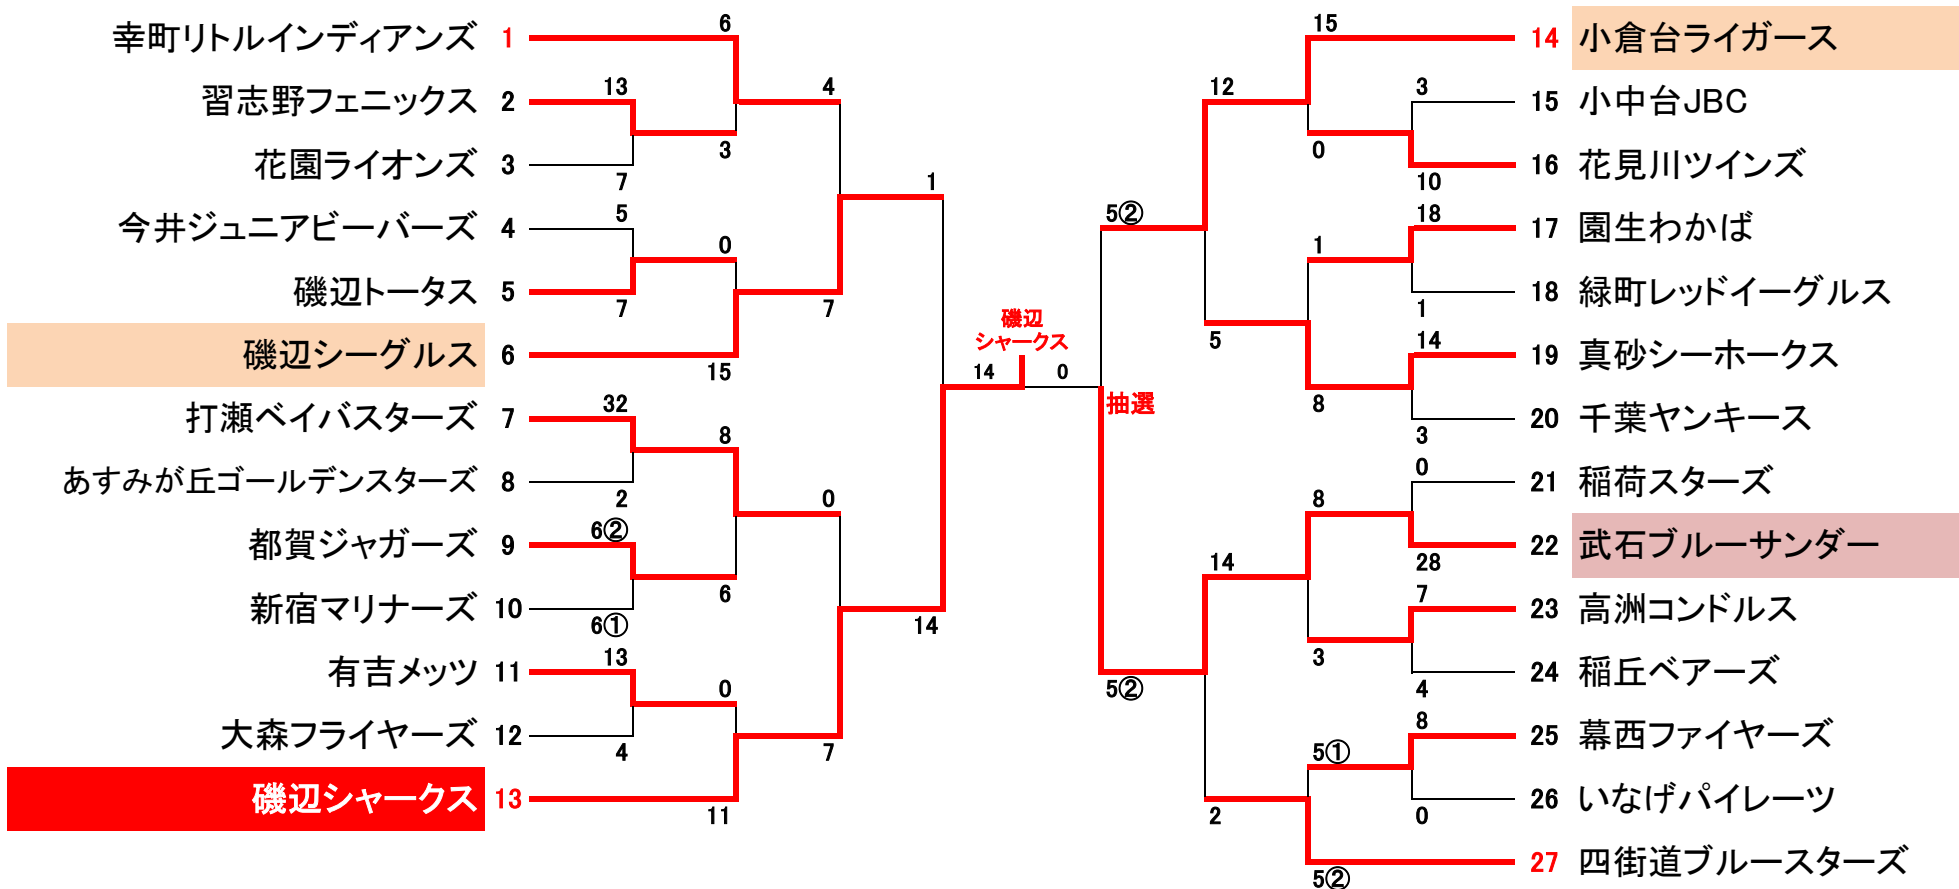 幸町リトルインディアンズ 1
習志野フェニックス 2
花園ライオンズ 3
今井ジュニアビーバーズ 4
磯辺トータス 5
磯辺シーグルス 6
打瀬ベイバスターズ 7
あすみが丘ゴールデンスターズ 8
都賀ジャガーズ 9
新宿マリナーズ 10
有吉メッツ 11
大森フライヤーズ 12
磯辺シャークス 13
13
7
5
7
32
2
6②
6①
13
4
6
3
0
15
8
6
0
11
4
7
0
7
1
14
磯辺
シャークス
14 0
抽選
5②
5②
12
5
14
2
15
0
1
8
8
3
5①
5②
3
10
18
1
14
3
0
28
7
4
8
0
14 小倉台ライガース
15 小中台JBC
16 花見川ツインズ
17 園生わかば
18 緑町レッドイーグルス
19 真砂シーホークス
20 千葉ヤンキース
21 稲荷スターズ
22 武石ブルーサンダー
23 高洲コンドルス
24 稲丘ベアーズ
25 幕西ファイヤーズ
26 いなげパイレーツ
27 四街道ブルースターズ